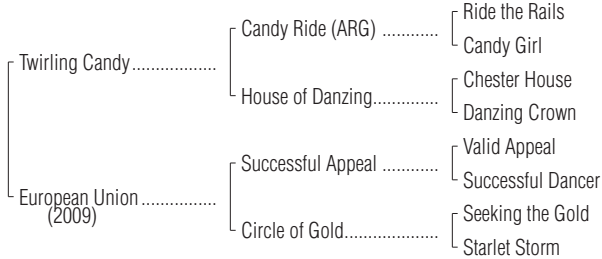 Ride the Rails
Candy Ride (ARG) ............
Candy Girl
Twirling Candy..................
Chester House
House of Danzing..............
Danzing Crown
Valid Appeal
Successful Appeal ............
Successful Dancer
European Union ................
(2009)
Seeking the Gold
Circle of Gold....................
Starlet Storm